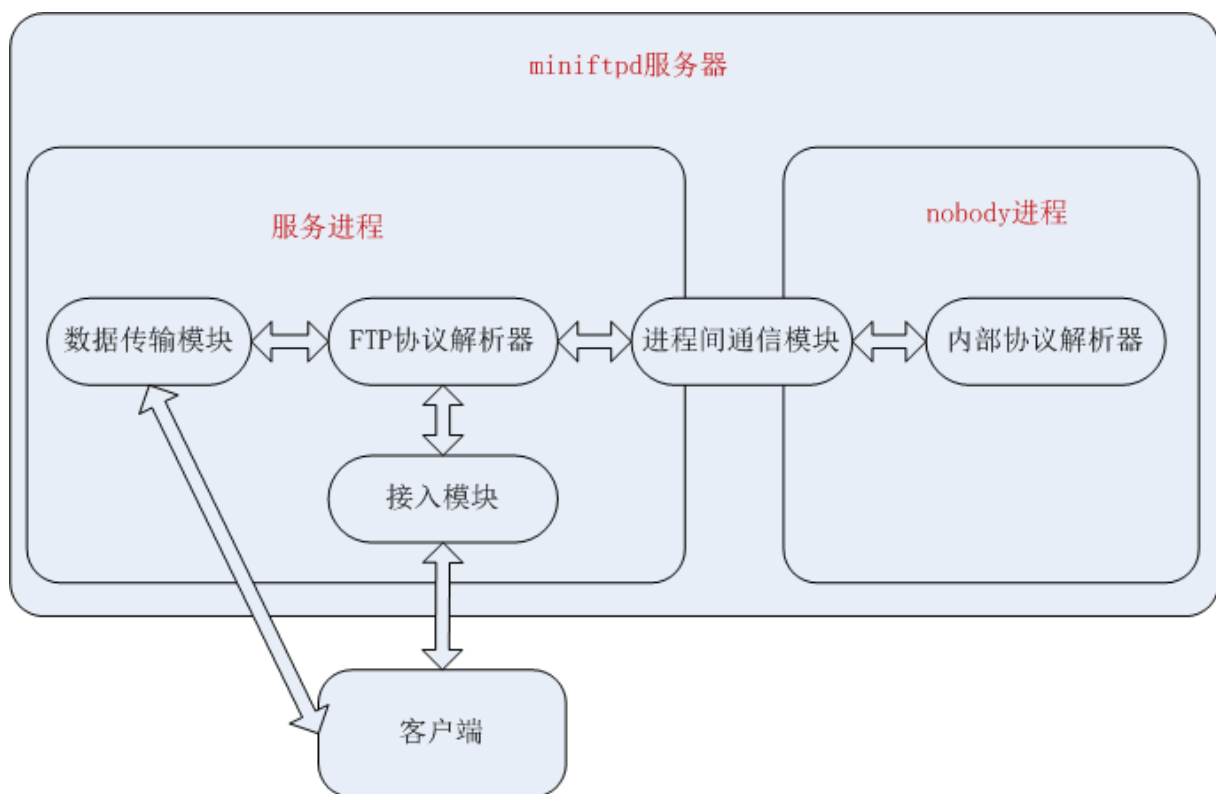 miniftpd服务器
服务进程
nobody进程
数据传输模块
FTP协议解析器
进程间通信模块
内部协议解析器
接入模块
客户端